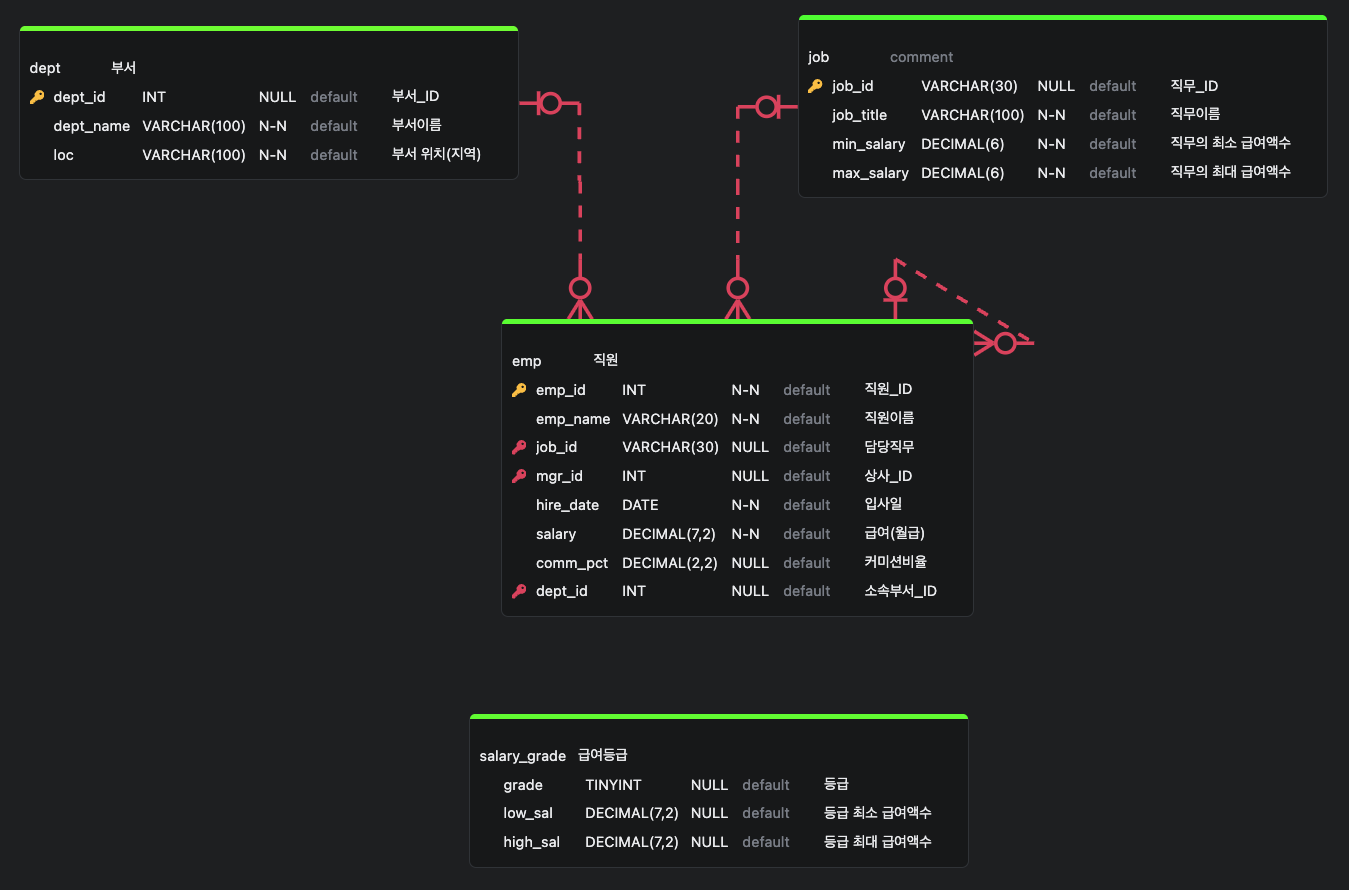 dept 부서
dept_id INT NULL default 부서_ID
dept_name VARCHAR(100) N-N default 부서이름
loc VARCHAR(100) N-N default 부서 위치(지역)
job comment
job_id VARCHAR(30) NULL default 직무_ID
job_title VARCHAR(100) N-N default 직무이름
min_salary DECIMAL(6) N-N default 직무의 최소 급여액수
max_salary DECIMAL(6) N-N default 직무의 최대 급여액수
emp 직원
emp_id INT N-N default 직원_ID
emp_name VARCHAR(20) N-N default 직원이름
job_id VARCHAR(30) NULL default 담당직무
mgr_id INT NULL default 상사_ID
hire_date DATE N-N default 입사일
salary DECIMAL(7,2) N-N default 급여(월급)
comm_pct DECIMAL(2,2) NULL default 커미션비율
dept_id INT NULL default 소속부서_ID
salary_grade 급여등급
grade TINYINT NULL default 등급
low_sal DECIMAL(7,2) NULL default 등급 최소 급여액수
high_sal DECIMAL(7,2) NULL default 등급 최대 급여액수